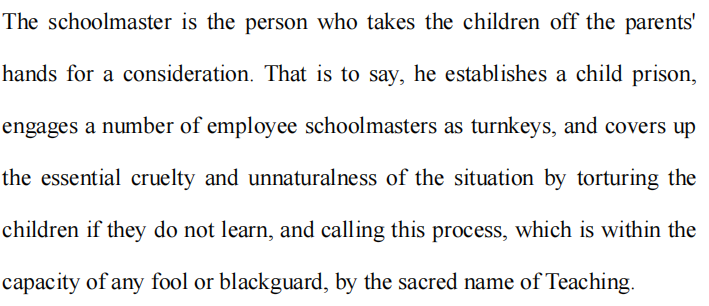 The schoolmaster is the person who takes the children off the parents'
hands for a consideration. That is to say, he establishes a child prison,
engages a number of employee schoolmasters as turnkeys, and covers up
the essential cruelty and unnaturalness of the situation by torturing the
children if they do not learn, and calling this process, which is within the
capacity of any fool or blackguard, by the sacred name of Teaching.